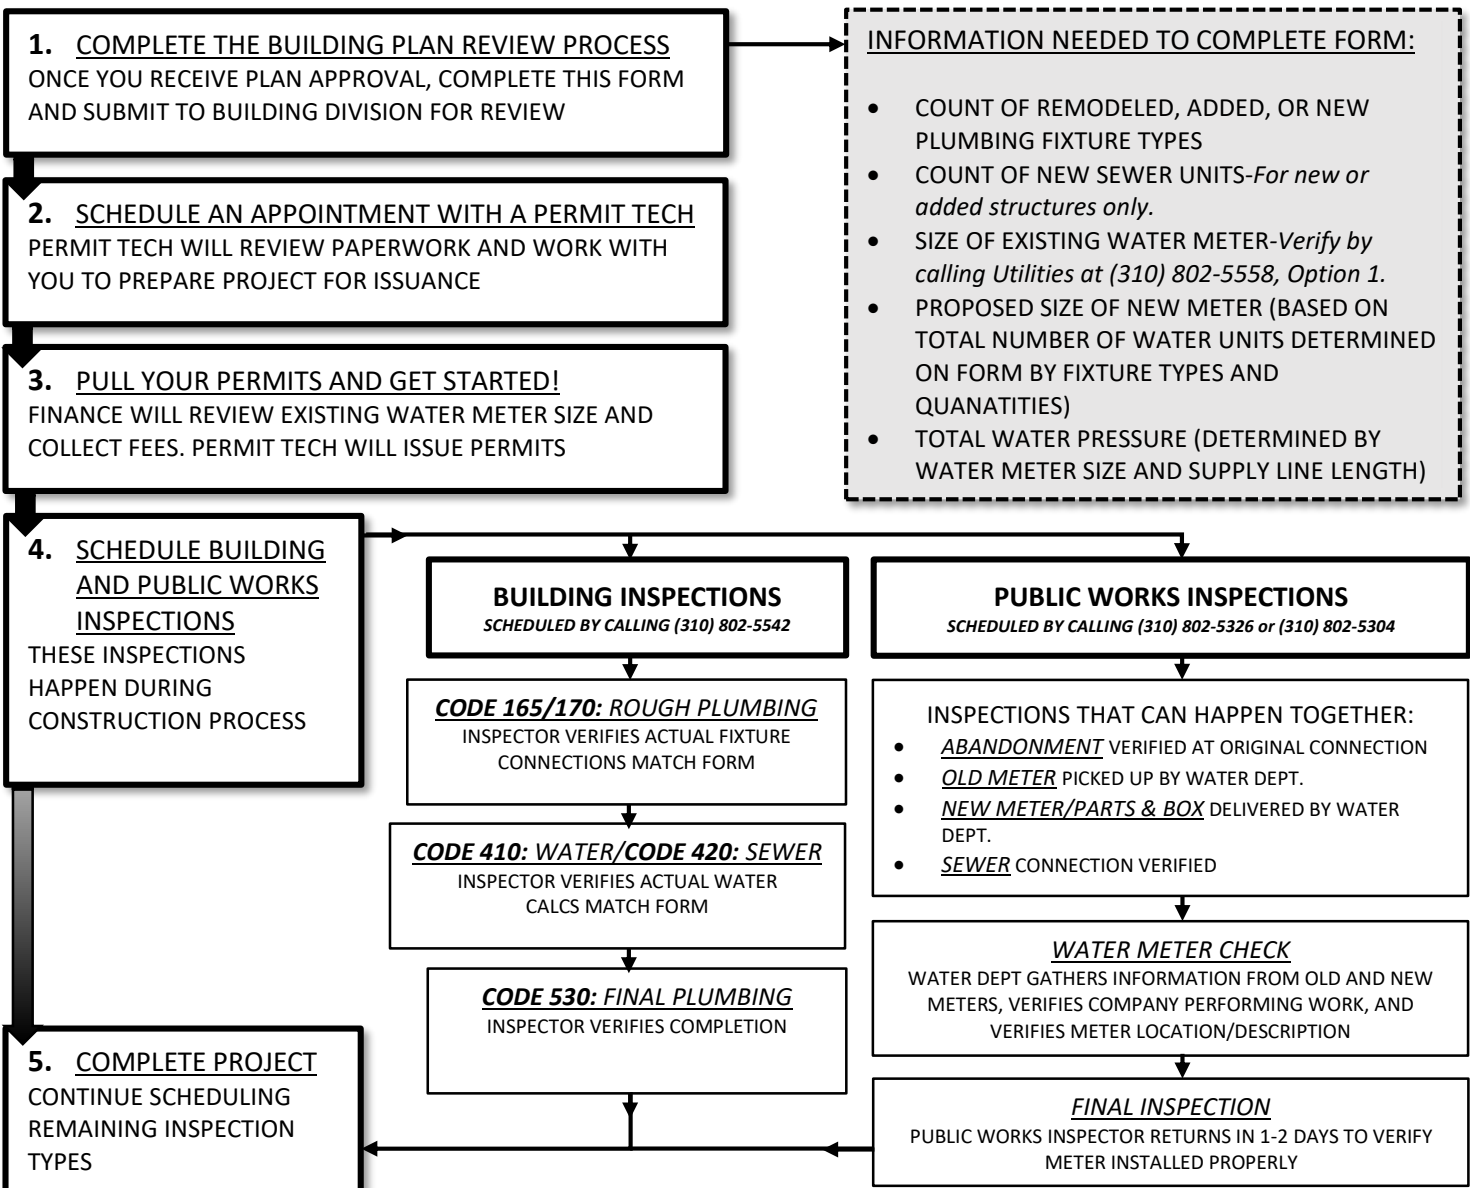 1. COMPLETE THE BUILDING PLAN REVIEW PROCESS
ONCE YOU RECEIVE PLAN APPROVAL, COMPLETE THIS FORM
AND SUBMIT TO BUILDING DIVISION FOR REVIEW
INFORMATION NEEDED TO COMPLETE FORM:
• COUNT OF REMODELED, ADDED, OR NEW
PLUMBING FIXTURE TYPES
• COUNT OF NEW SEWER UNITS-For new or
added structures only.
• SIZE OF EXISTING WATER METER-Verify by
calling Utilities at (310) 802-5558, Option 1.
• PROPOSED SIZE OF NEW METER (BASED ON
TOTAL NUMBER OF WATER UNITS DETERMINED
ON FORM BY FIXTURE TYPES AND
QUANATITIES)
• TOTAL WATER PRESSURE (DETERMINED BY
WATER METER SIZE AND SUPPLY LINE LENGTH)
2. SCHEDULE AN APPOINTMENT WITH A PERMIT TECH
PERMIT TECH WILL REVIEW PAPERWORK AND WORK WITH
YOU TO PREPARE PROJECT FOR ISSUANCE
3. PULL YOUR PERMITS AND GET STARTED!
FINANCE WILL REVIEW EXISTING WATER METER SIZE AND
COLLECT FEES. PERMIT TECH WILL ISSUE PERMITS
4. SCHEDULE BUILDING
AND PUBLIC WORKS
INSPECTIONS
THESE INSPECTIONS
HAPPEN DURING
CONSTRUCTION PROCESS
BUILDING INSPECTIONS
SCHEDULED BY CALLING (310) 802-5542
CODE 165/170: ROUGH PLUMBING
INSPECTOR VERIFIES ACTUAL FIXTURE
CONNECTIONS MATCH FORM
CODE 410: WATER/CODE 420: SEWER
INSPECTOR VERIFIES ACTUAL WATER
CALCS MATCH FORM
CODE 530: FINAL PLUMBING
INSPECTOR VERIFIES COMPLETION
PUBLIC WORKS INSPECTIONS
SCHEDULED BY CALLING (310) 802-5326 or (310) 802-5304
INSPECTIONS THAT CAN HAPPEN TOGETHER:
• ABANDONMENT VERIFIED AT ORIGINAL CONNECTION
• OLD METER PICKED UP BY WATER DEPT.
• NEW METER/PARTS & BOX DELIVERED BY WATER
DEPT.
• SEWER CONNECTION VERIFIED
WATER METER CHECK
WATER DEPT GATHERS INFORMATION FROM OLD AND NEW
METERS, VERIFIES COMPANY PERFORMING WORK, AND
VERIFIES METER LOCATION/DESCRIPTION
FINAL INSPECTION
PUBLIC WORKS INSPECTOR RETURNS IN 1-2 DAYS TO VERIFY
METER INSTALLED PROPERLY
5. COMPLETE PROJECT
CONTINUE SCHEDULING
REMAINING INSPECTION
TYPES